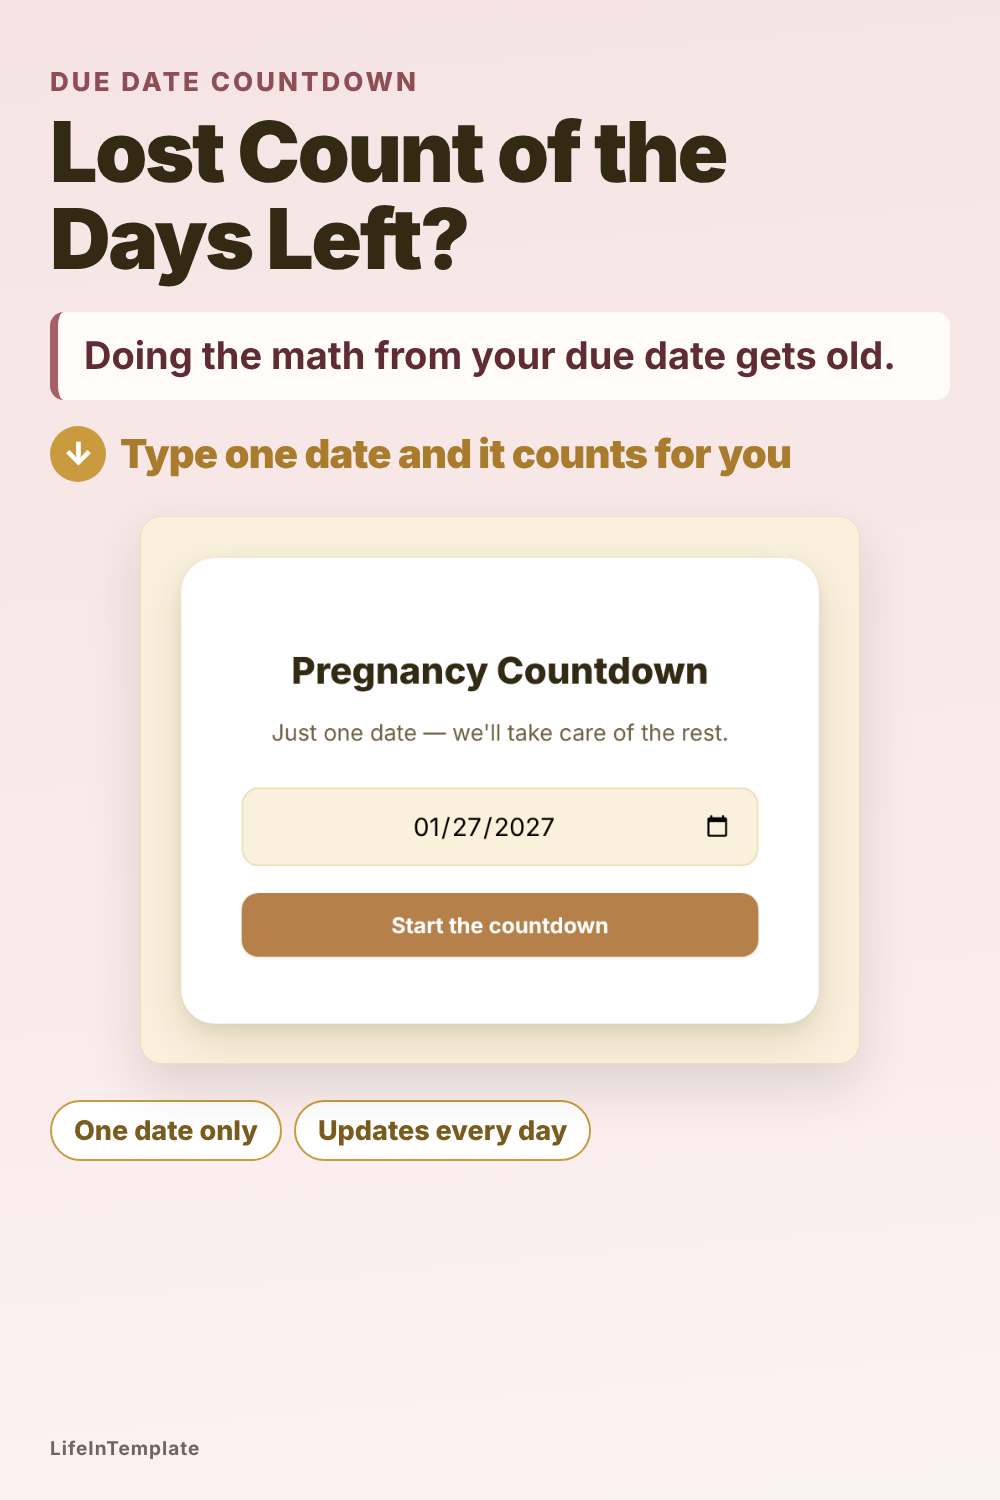 DUE DATE COUNTDOWN
Lost Count of the
Days Left?
Doing the math from your due date gets old.
Type one date and it counts for you
Pregnancy Countdown
Just one date — we'll take care of the rest.
01/27/2027
Start the countdown
One date only
Updates every day
LifeInTemplate